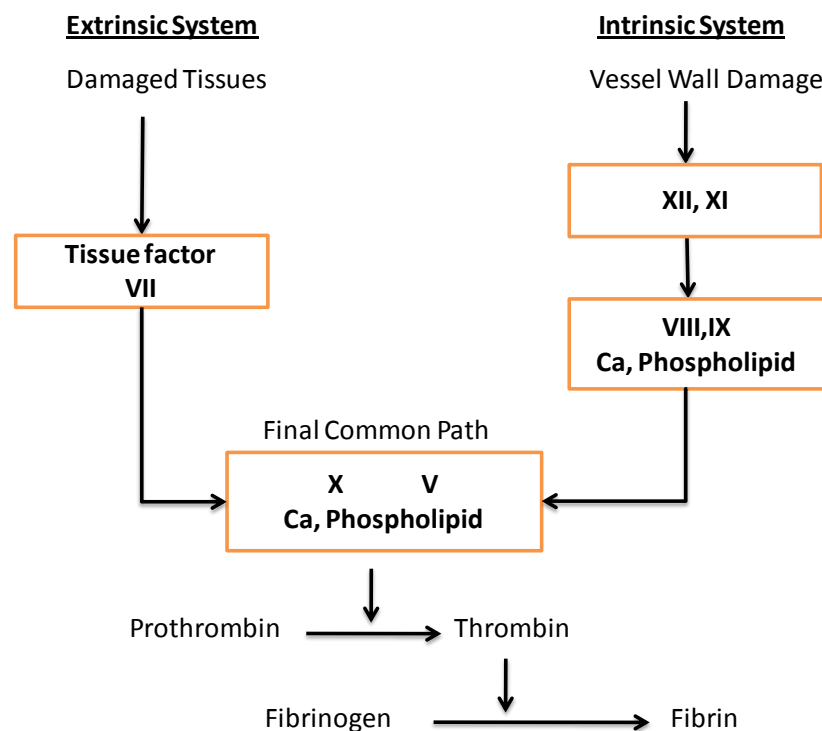 Extrinsic System
Intrinsic System
Damaged Tissues
Vessel Wall Damage
XII, XI
Tissue factor
VII
VIII,IX
Ca, Phospholipid
Final Common Path
X V
Ca, Phospholipid
Prothrombin
Thrombin
Fibrinogen
Fibrin